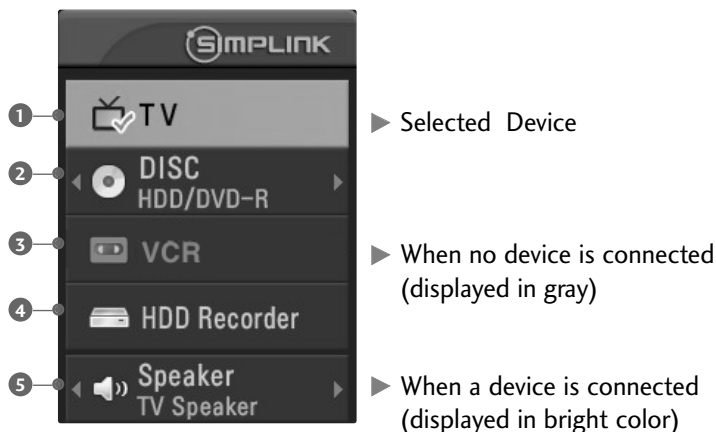 SIMPLINK
1 TV
Selected Device
2 DISC
HDD/DVD-R
3 VCR
When no device is connected
(displayed in gray)
4 HDD Recorder
5 Speaker
TV Speaker
When a device is connected
(displayed in bright color)